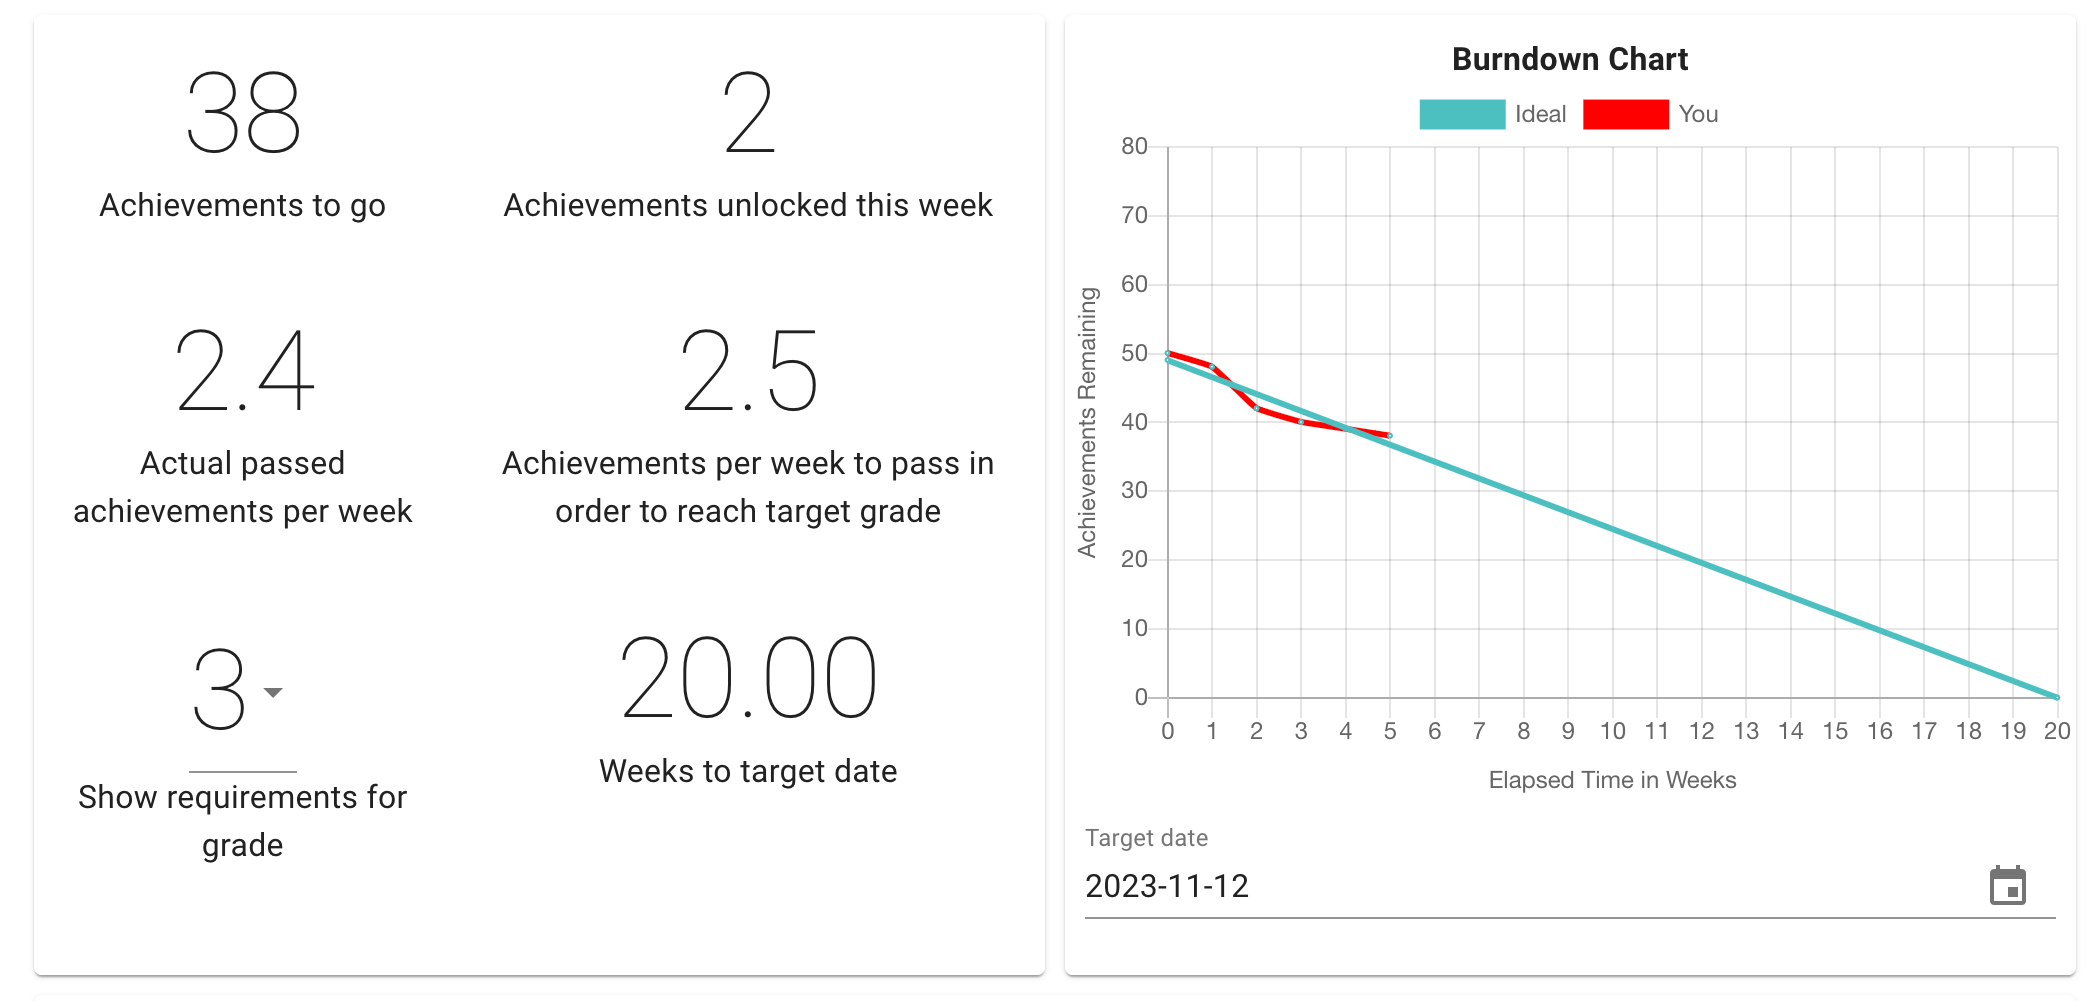 38
Achievements to go
2
Achievements unlocked this week
2.4
Actual passed
achievements per week
2.5
Achievements per week to pass in
order to reach target grade
3
Show requirements for
grade
20.00
Weeks to target date
Burndown Chart
Ideal You
80
70
60
50
40
30
20
10
0
Achievements Remaining
0 1 2 3 4 5 6 7 8 9 10 11 12 13 14 15 16 17 18 19 20
Elapsed Time in Weeks
Target date
2023-11-12